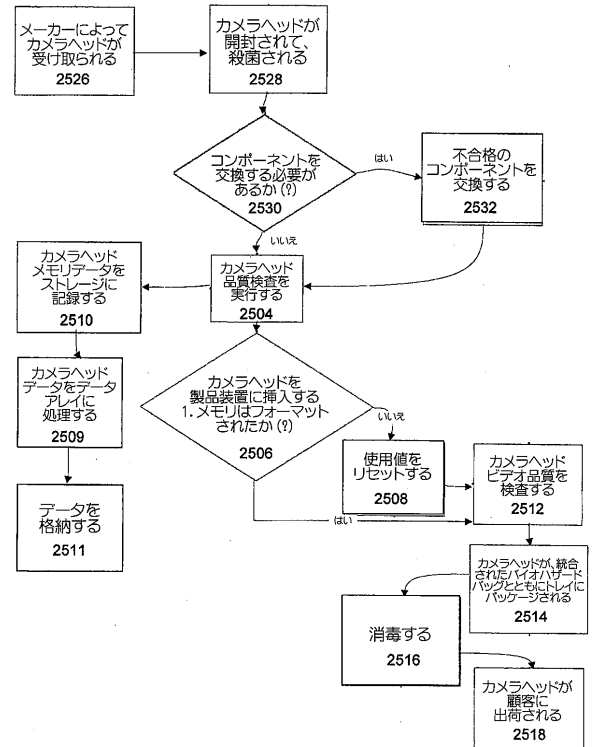 メーカーによって
カメラヘッドが
受け取られる
2526
カメラヘッドが
開封されて、
殺菌される
2528
コンポーネントを
交換する必要が
あるか(?)
2530
はい
不合格の
コンポーネントを
交換する
2532
いいえ
カメラヘッド
品質検査を
実行する
2504
カメラヘッド
メモリデータを
ストレージに
記録する
2510
カメラヘッド
データをデータ
アレイに
処理する
2509
データを
格納する
2511
カメラヘッドを
製品装置に挿入する
1.メモリはフォーマット
されたか(?)
2506
いいえ
使用値を
リセットする
2508
はい
カメラヘッド
ビデオ品質を
検査する
2512
カメラヘッドが、統合
されたバイオハザード
バッグとともにトレイに
パッケージされる
2514
消毒する
2516
カメラヘッドが
顧客に
出荷される
2518